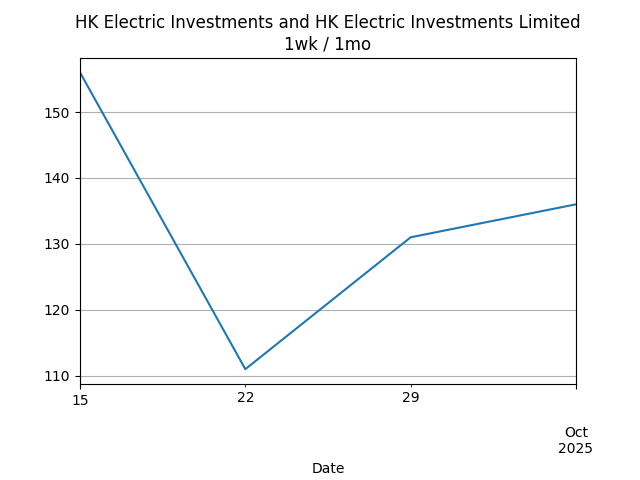 HK Electric Investments and HK Electric Investments Limited
1wk / 1mo
150
140
130
120
110
15
22
29
Oct
2025
Date